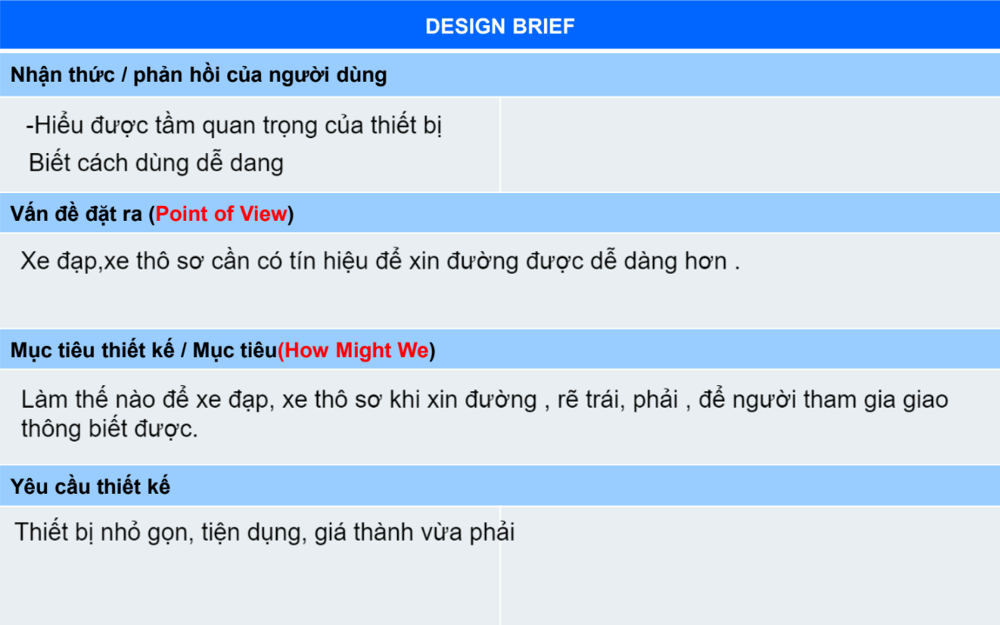 DESIGN BRIEF
Nhận thức / phản hồi của người dùng
-Hiểu được tầm quan trọng của thiết bị
Biết cách dùng dễ dang
Vấn đề đặt ra (Point of View)
Xe đạp,xe thô sơ cần có tín hiệu để xin đường được dễ dàng hơn .
Mục tiêu thiết kế / Mục tiêu(How Might We)
Làm thế nào để xe đạp, xe thô sơ khi xin đường , rẽ trái, phải , để người tham gia giao
thông biết được.
Yêu cầu thiết kế
Thiết bị nhỏ gọn, tiện dụng, giá thành vừa phải